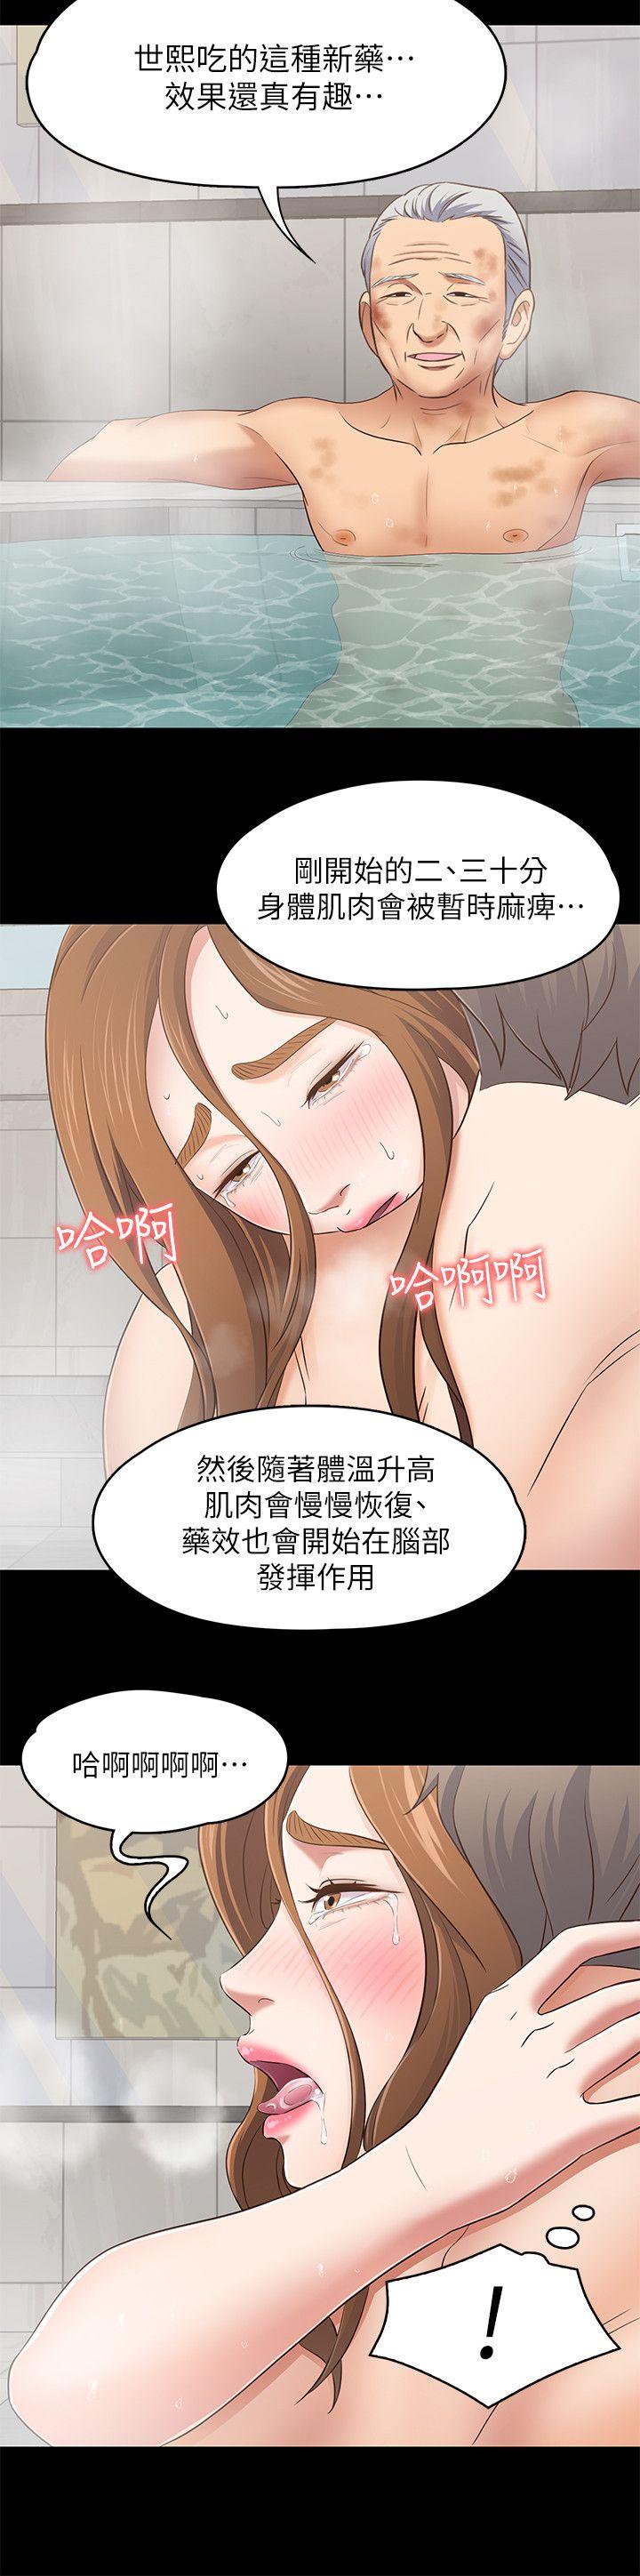 世熙吃的這種新藥…
效果還真有趣…
剛開始的二、三十分
身體肌肉會被暫時麻痺…
哈啊
哈啊啊
然後隨著體溫升高
肌肉會慢慢恢復、
藥效也會開始在腦部
發揮作用
哈啊啊啊啊…
!